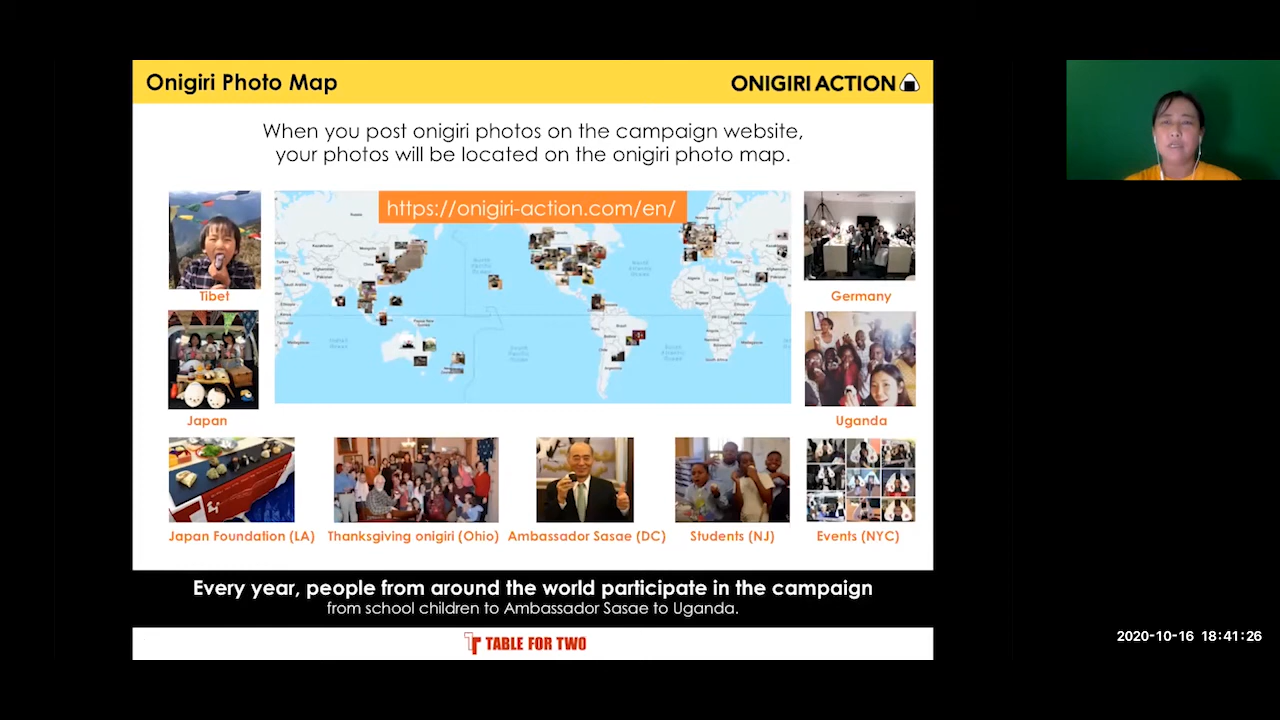 Onigiri Photo Map
ONIGIRI ACTION
When you post onigiri photos on the campaign website,
your photos will be located on the onigiri photo map.
https://onigiri-action.com/en/
Tibet
Germany
Japan
Uganda
Japan Foundation (LA)
Thanksgiving onigiri (Ohio)
Ambassador Sasae (DC)
Students (NJ)
Events (NYC)
Every year, people from around the world participate in the campaign
from school children to Ambassador Sasae to Uganda.
TABLE FOR TWO
2020-10-16 18:41:26